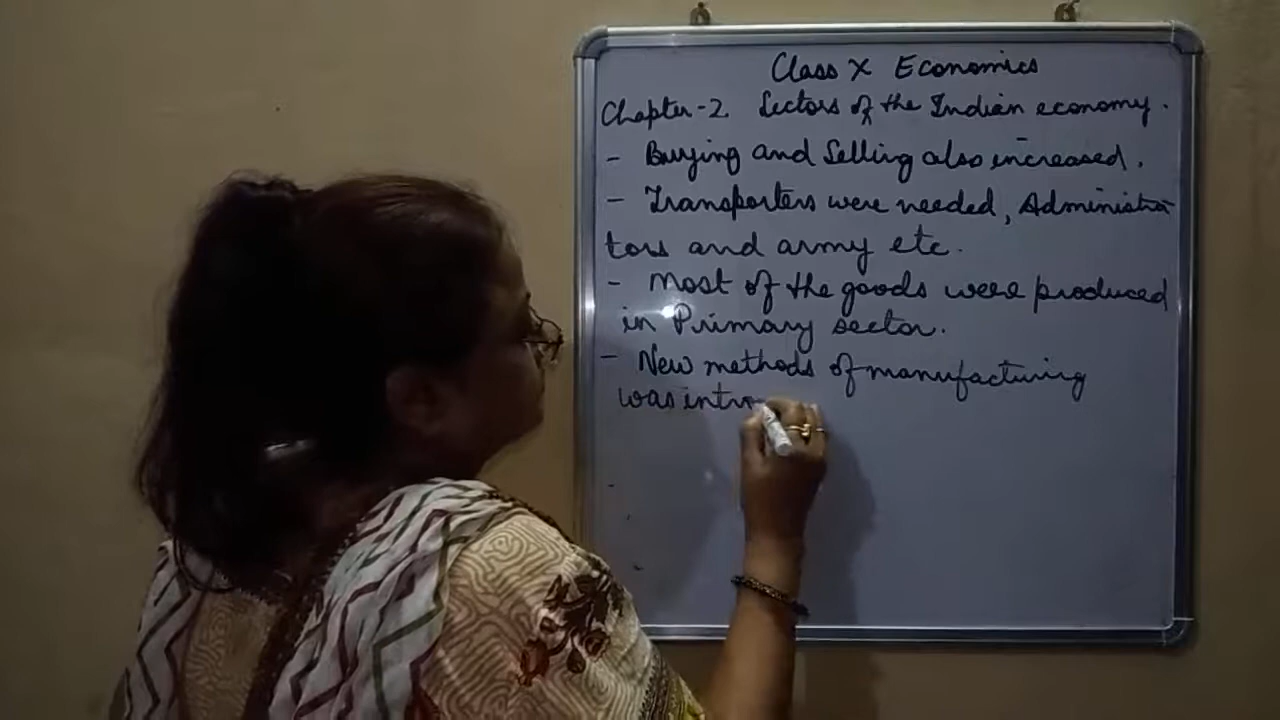 Class X Economics
Chapter-2. Sectors of the Indian economy.
- Buying and Selling also increased.
- Transporters were needed, Administra
tors and army etc.
- Most of the goods were produced
in Primary sector.
- New methods of manufacturing
was intro